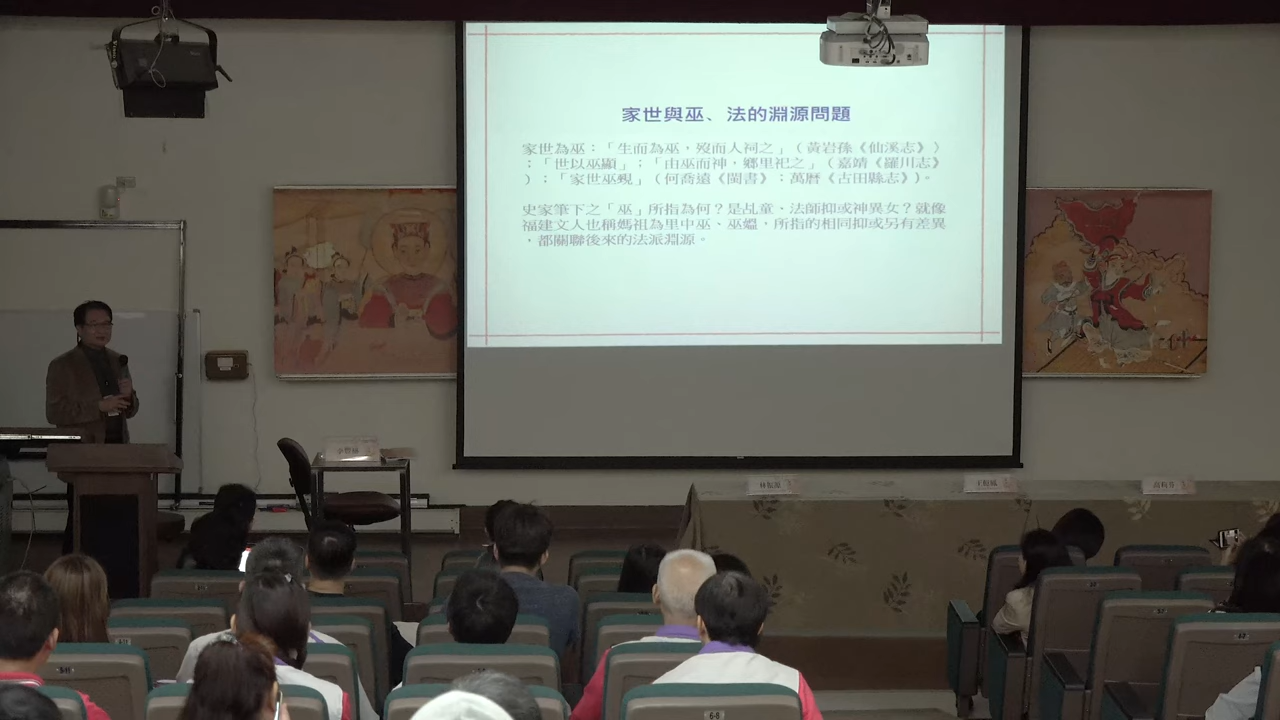 家世與巫、法的淵源問題
家世為巫：「生而為巫，歿而人祠之」（黃岩孫《仙溪志》）
；「世以巫顯」；「由巫而神，鄉里祀之」（嘉靖《羅川志》
）；「家世巫覡」（何喬遠《閩書》；萬曆《古田縣志》)。
史家筆下之「巫」所指為何？是乩童、法師抑或神異女？就像
福建文人也稱媽祖為里中巫、巫媼，所指的相同抑或另有差異
，都關聯後來的法派淵源。
6-8